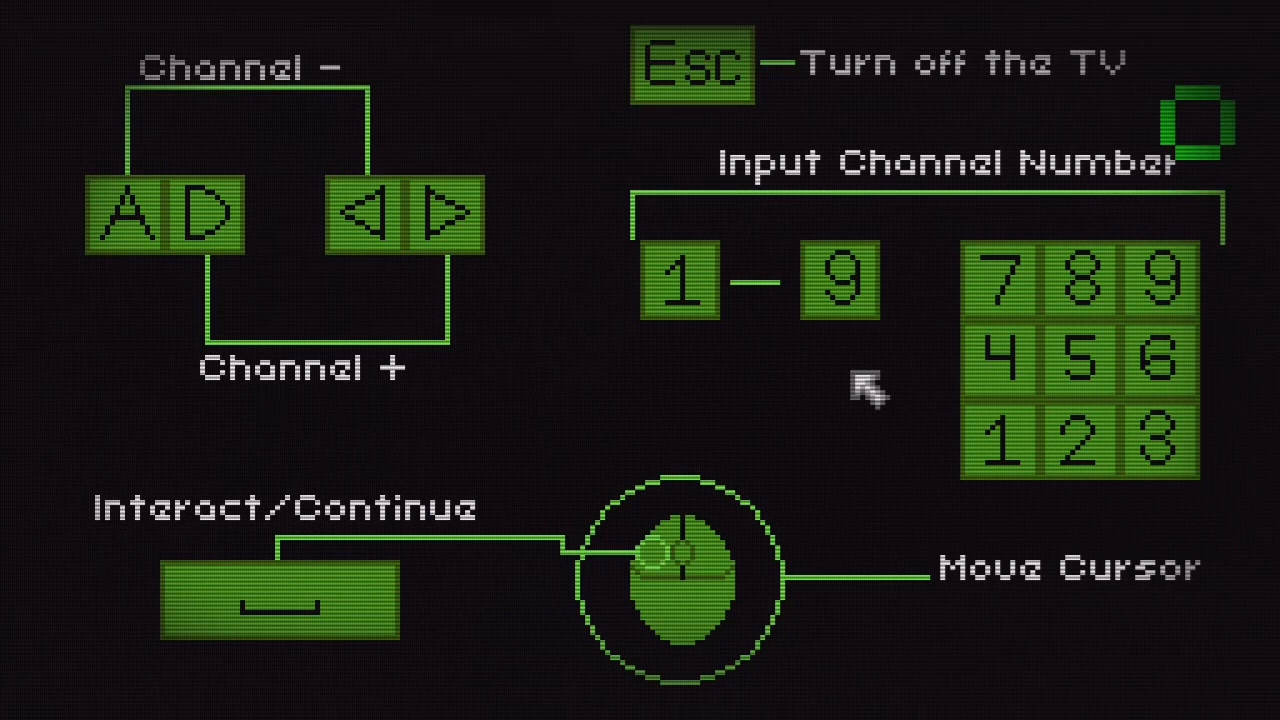 Channel -
Esc
Turn off the TV
0
Input Channel Number
A D
1 - 9
7 8 9
4 5 6
1 2 3
Channel +
Interact/Continue
Move Cursor